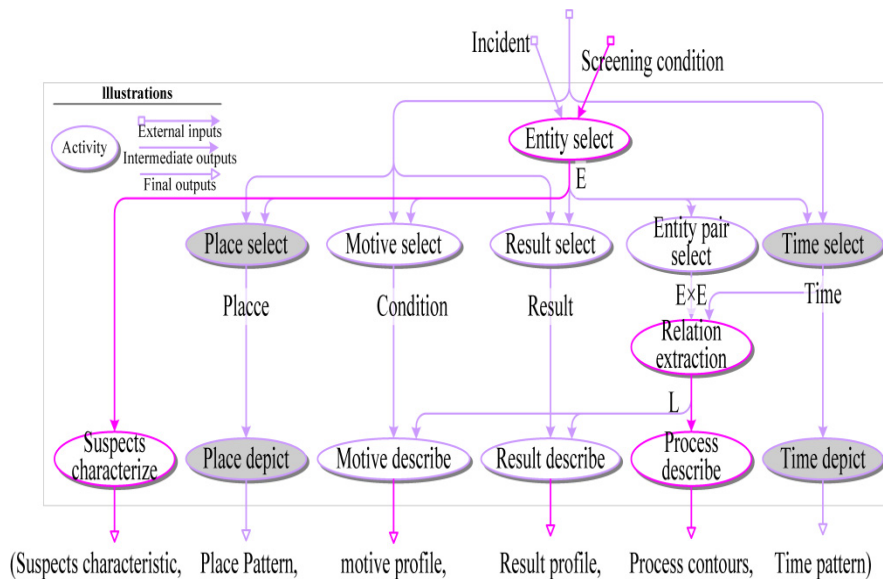 Incident
Screening condition
Illustrations
Activity
External inputs
Intermediate outputs
Final outputs
Entity select
E
Place select
Motive select
Result select
Entity pair
select
Time select
Placce
Condition
Result
E×E
Time
Relation
extraction
L
Suspects
characterize
Place depict
Motive describe
Result describe
Process
describe
Time depict
(Suspects characteristic, Place Pattern, motive profile, Result profile, Process contours, Time pattern)